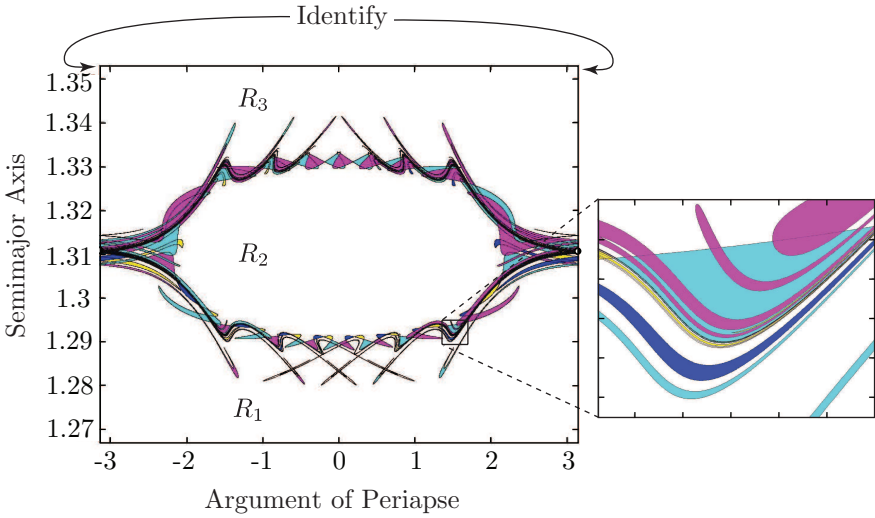 Identify
1.35
1.34
1.33
1.32
1.31
1.3
1.29
1.28
1.27
Semimajor Axis
R3
R2
R1
-3 -2 -1 0 1 2 3
Argument of Periapse